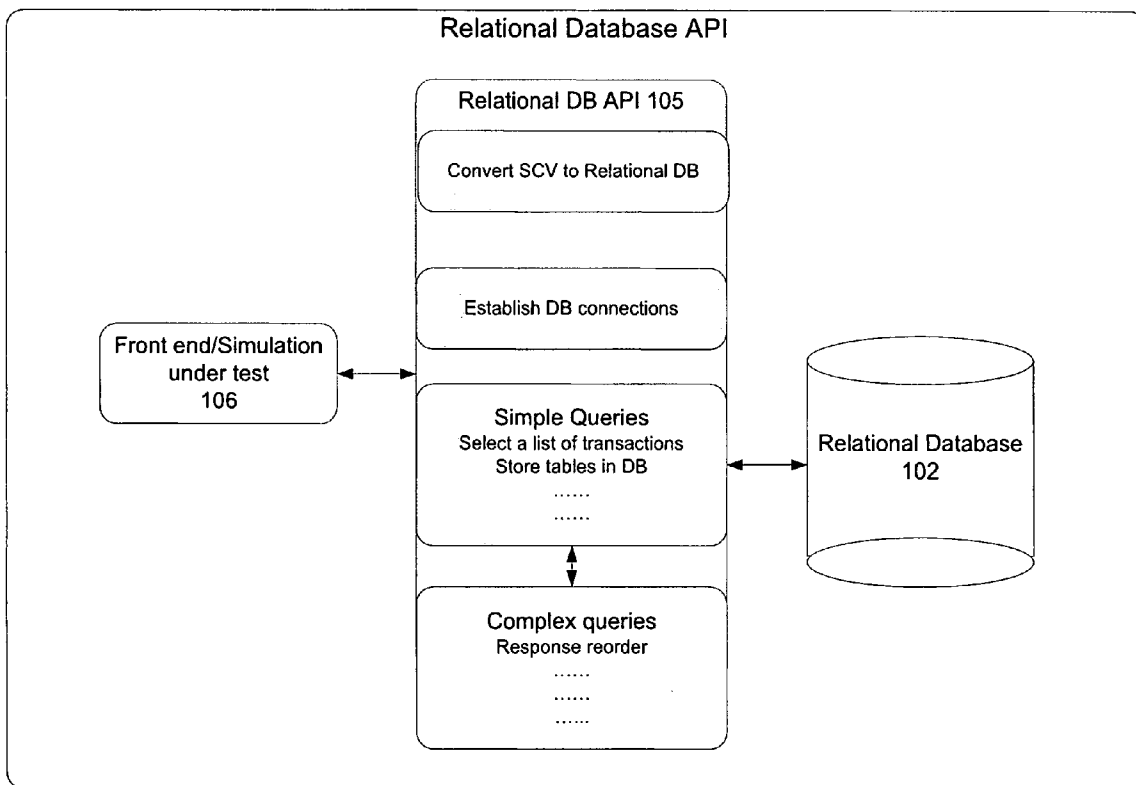 Relational Database API
Relational DB API 105
Convert SCV to Relational DB
Establish DB connections
Front end/Simulation
under test
106
Simple Queries
Select a list of transactions
Store tables in DB
......
......
Relational Database
102
Complex queries
Response reorder
......
......
......